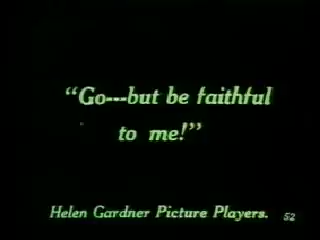 "Go---but be faithful
to me!"
Helen Gardner Picture Players. 52